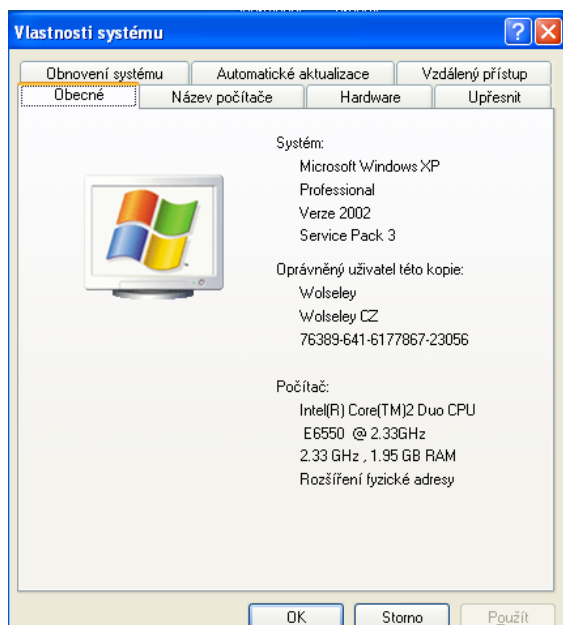 Vlastnosti systému
Obnovení systému
Automatické aktualizace
Vzdálený přístup
Obecné
Název počítače
Hardware
Upřesnit
Systém:
Microsoft Windows XP
Professional
Verze 2002
Service Pack 3
Oprávněný uživatel této kopie:
Wolseley
Wolseley CZ
76389-641-6177867-23056
Počítač:
Intel(R) Core(TM)2 Duo CPU
E6550 @ 2.33GHz
2.33 GHz , 1.95 GB RAM
Rozšíření fyzické adresy
OK
Storno
Použít